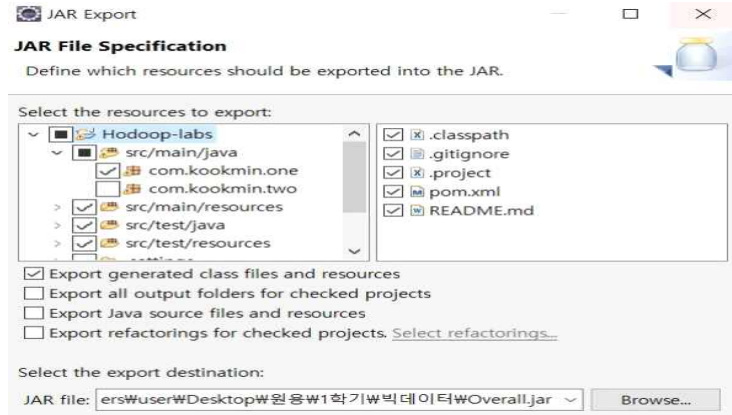 JAR Export
JAR File Specification
Define which resources should be exported into the JAR.
Select the resources to export:
Hodoop-labs
src/main/java
com.kookmin.one
com.kookmin.two
src/main/resources
src/test/java
src/test/resources
.classpath
.gitignore
.project
pom.xml
README.md
Export generated class files and resources
Export all output folders for checked projects
Export Java source files and resources
Export refactorings for checked projects. Select refactorings...
Select the export destination:
JAR file: ers₩user₩Desktop₩원용₩1학기₩빅데이터₩Overall.jar Browse...